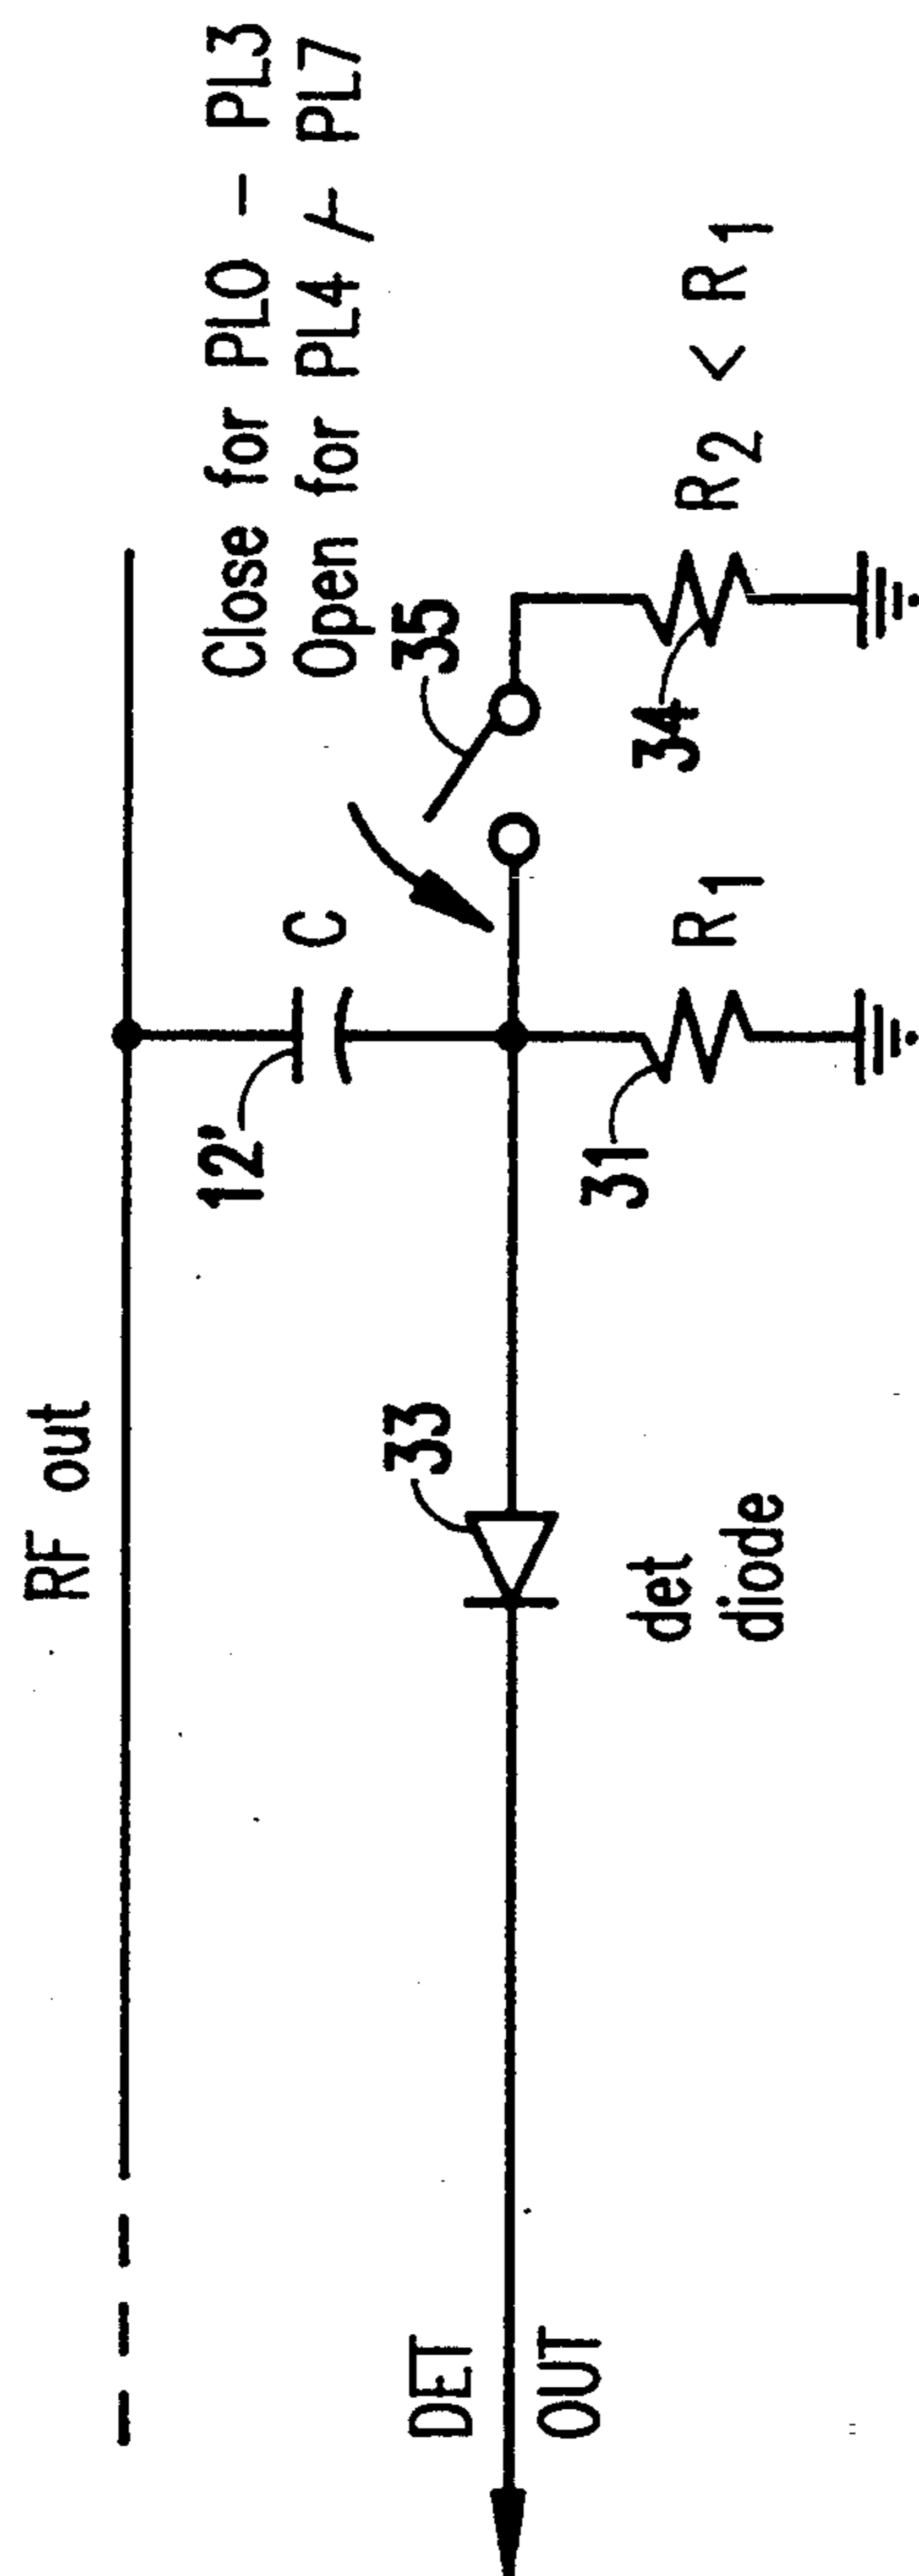 RF out
Close for PL0 - PL3
Open for PL4 - PL7
12'
C
35
DET
OUT
33
det
diode
31
R1
34
R2 < R1